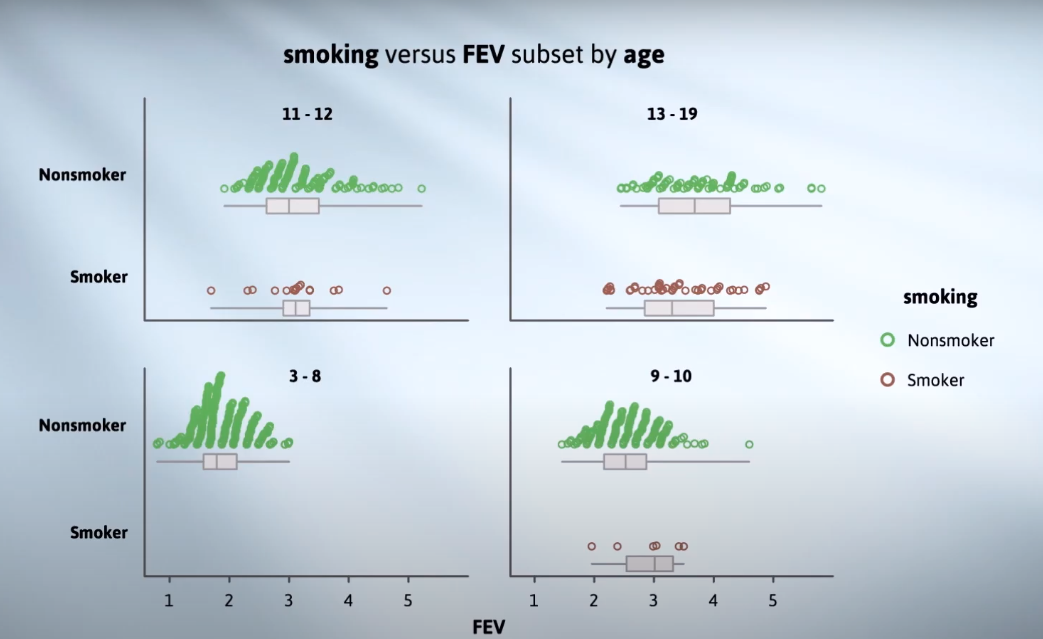 smoking versus FEV subset by age
11 - 12
13 - 19
Nonsmoker
Smoker
smoking
Nonsmoker
Smoker
3 - 8
9 - 10
Nonsmoker
Smoker
1 2 3 4 5
1 2 3 4 5
FEV